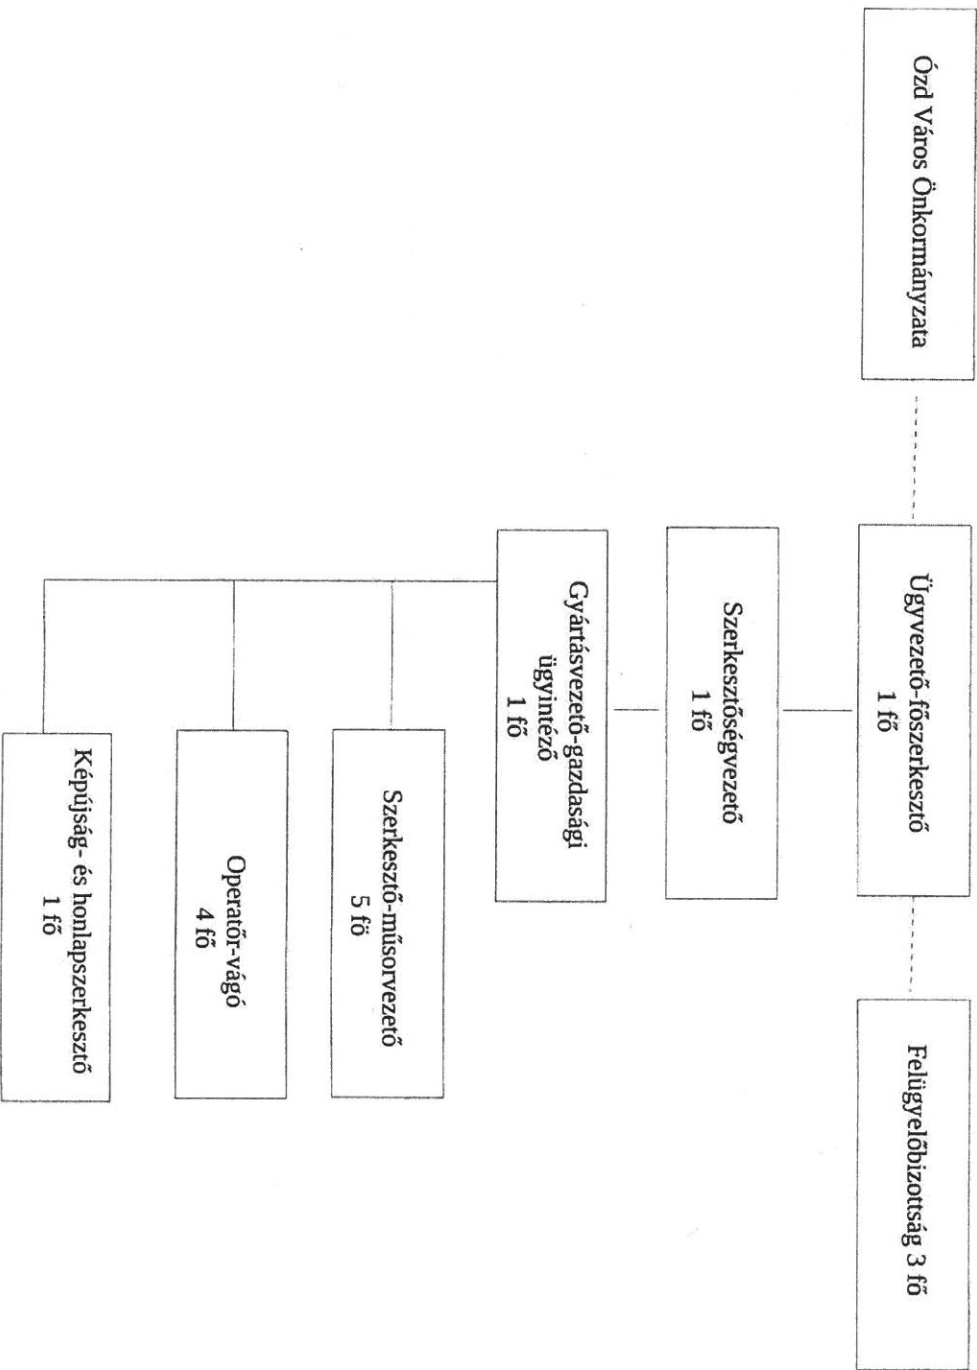 Ózd Város Önkormányzata
Ügyvezető-főszerkesztő
1 fő
Felügyelőbizottság 3 fő
Szerkesztőségvezető
1 fő
Gyártásvezető-gazdasági
ügyintéző
1 fő
Szerkesztő-műsorvezető
5 fö
Operatőr-vágó
4 fő
Képújság- és honlapszerkesztő
1 fő